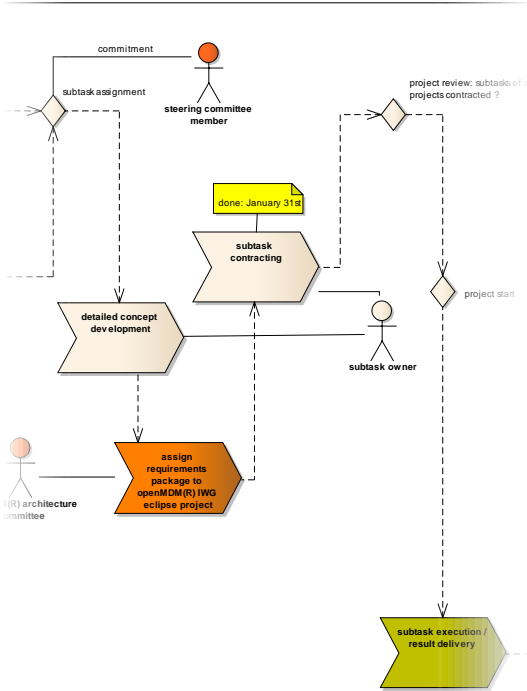 commitment
subtask assignment
steering committee
member
project review: subtasks of
projects contracted ?
done: January 31st
subtask
contracting
project start
detailed concept
development
subtask owner
assign
requirements
package to
openMDM(R) IWG
eclipse project
(R) architecture
ommittee
subtask execution /
result delivery